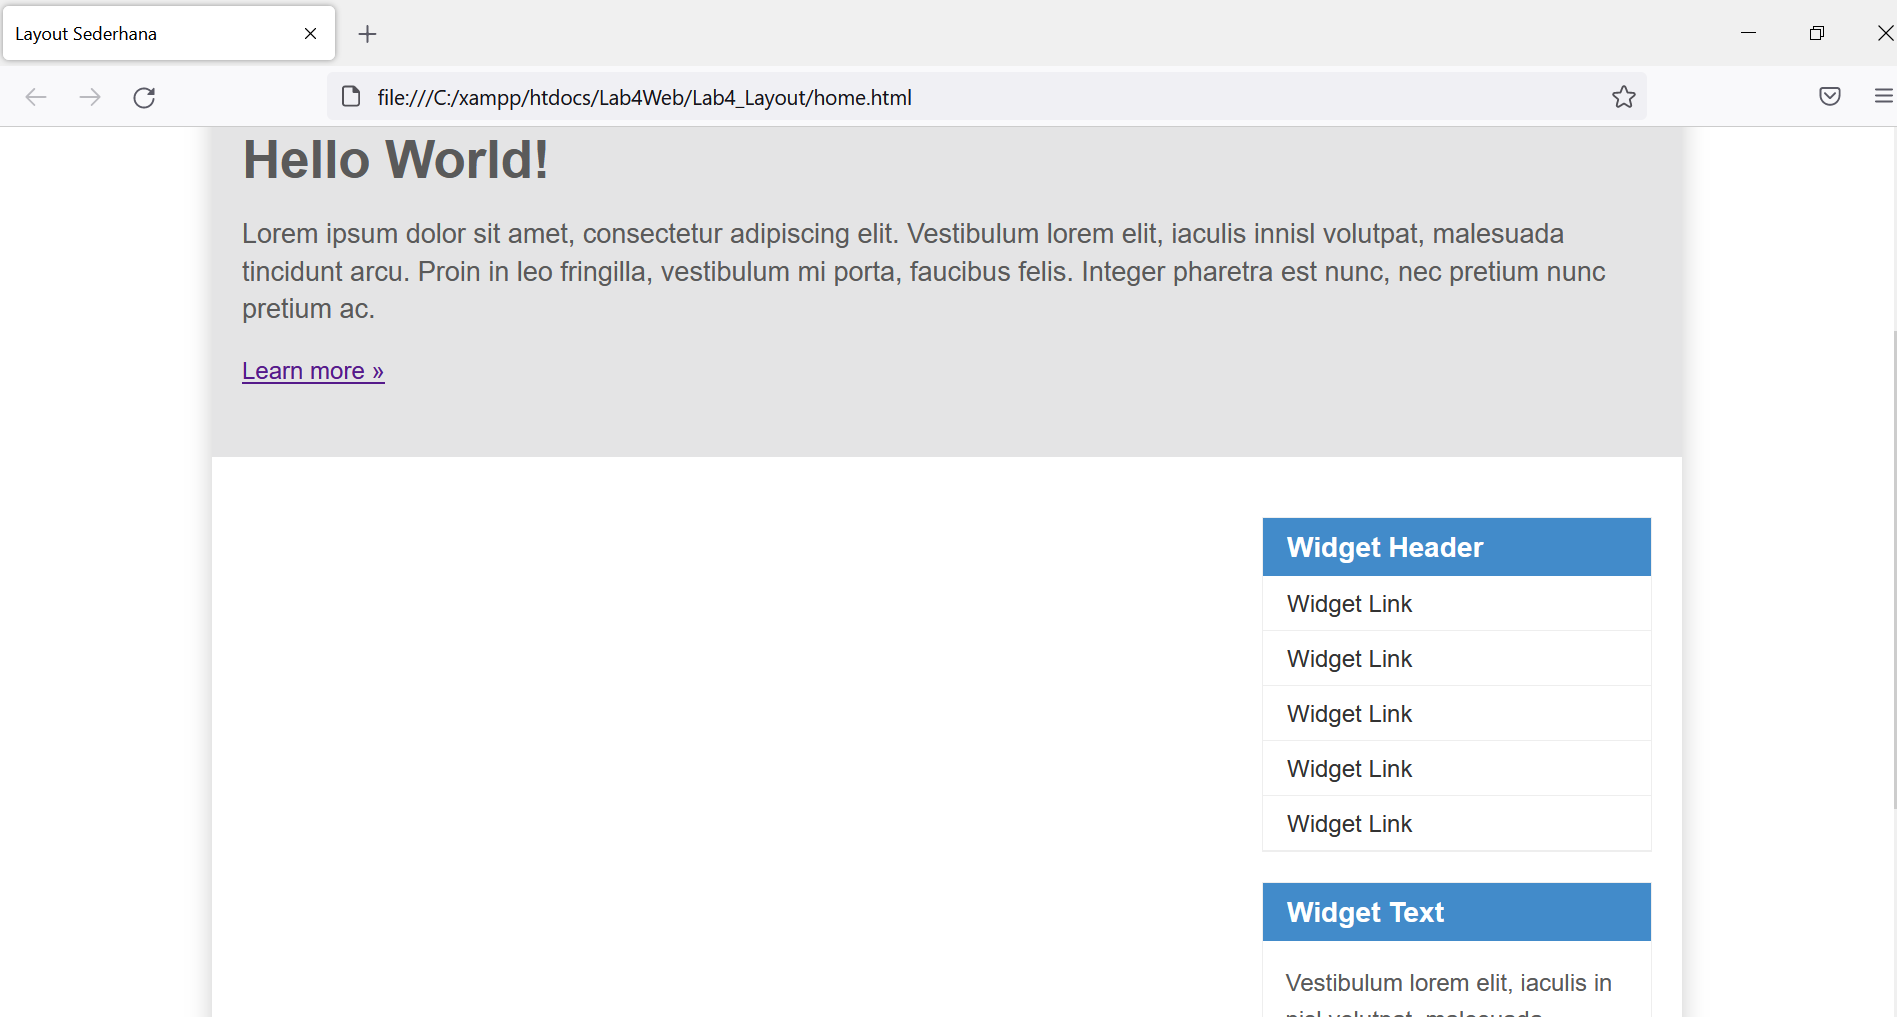 Layout Sederhana
file:///C:/xampp/htdocs/Lab4Web/Lab4_Layout/home.html
Hello World!
Lorem ipsum dolor sit amet, consectetur adipiscing elit. Vestibulum lorem elit, iaculis innisl volutpat, malesuada
tincidunt arcu. Proin in leo fringilla, vestibulum mi porta, faucibus felis. Integer pharetra est nunc, nec pretium nunc
pretium ac.
Learn more »
Widget Header
Widget Link
Widget Link
Widget Link
Widget Link
Widget Link
Widget Text
Vestibulum lorem elit, iaculis in
nisl volutpat, malesuada